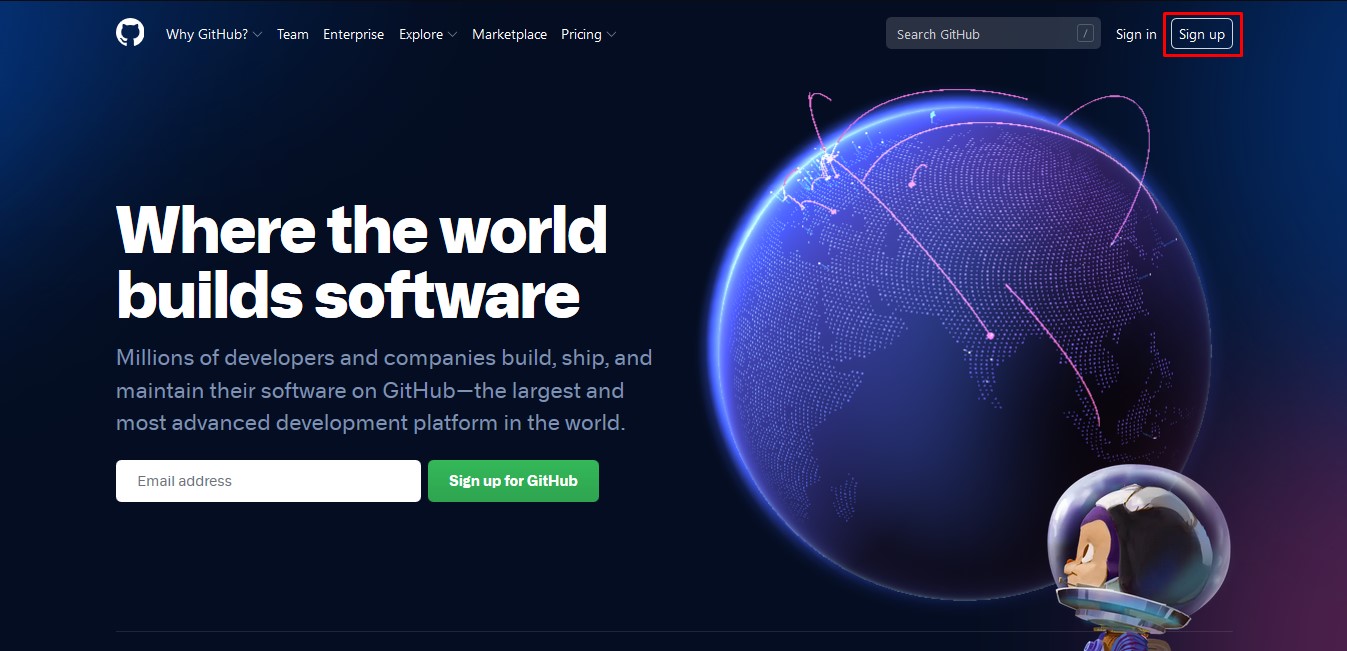 Why GitHub? Team Enterprise Explore Marketplace Pricing Search GitHub / Sign in Sign up
Where the world
builds software
Millions of developers and companies build, ship, and
maintain their software on GitHub—the largest and
most advanced development platform in the world.
Email address Sign up for GitHub